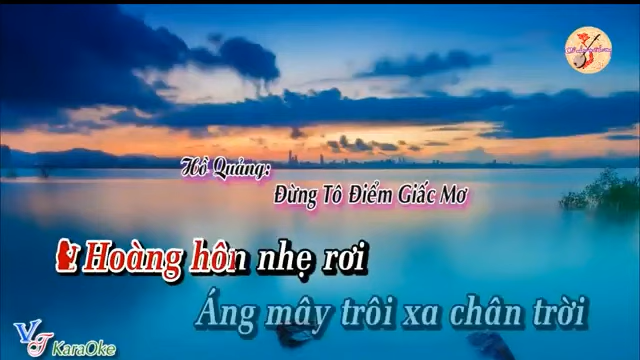 Hồ Quảng:
Đừng Tô Điểm Giấc Mơ
Hoàng hôn nhẹ rơi
Áng mây trôi xa chân trời
VT KaraOke